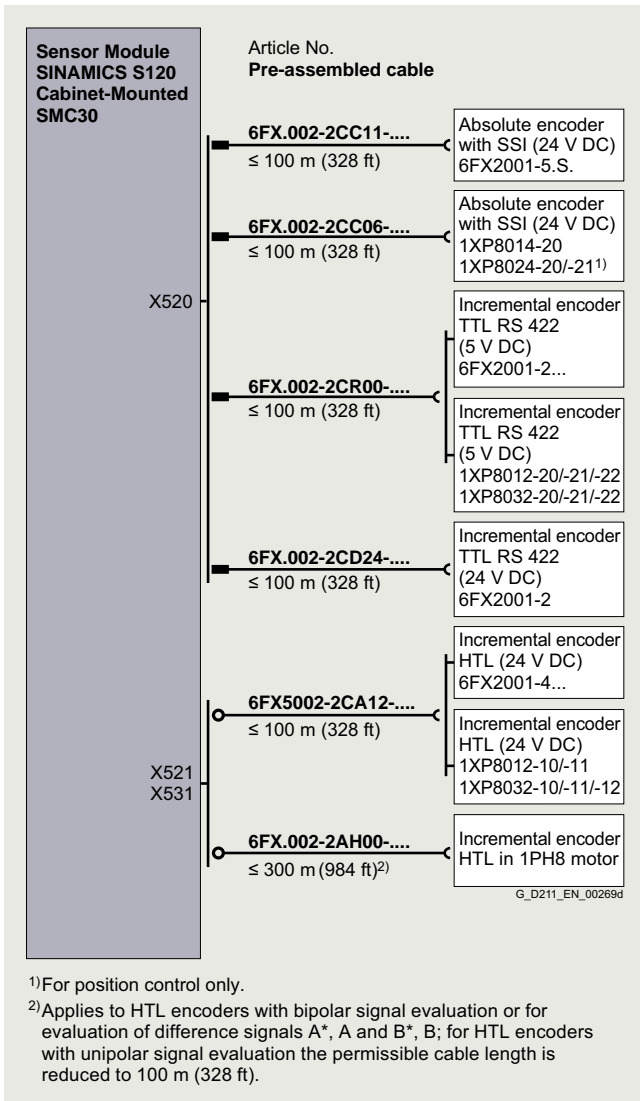 Sensor Module
SINAMICS S120
Cabinet-Mounted
SMC30
Article No.
Pre-assembled cable
6FX.002-2CC11-....
≤ 100 m (328 ft)
Absolute encoder
with SSI (24 V DC)
6FX2001-5.S.
6FX.002-2CC06-....
≤ 100 m (328 ft)
Absolute encoder
with SSI (24 V DC)
1XP8014-20
1XP8024-20/-21¹⁾
X520
6FX.002-2CR00-....
≤ 100 m (328 ft)
Incremental encoder
TTL RS 422
(5 V DC)
6FX2001-2...
Incremental encoder
TTL RS 422
(5 V DC)
1XP8012-20/-21/-22
1XP8032-20/-21/-22
6FX.002-2CD24-....
≤ 100 m (328 ft)
Incremental encoder
TTL RS 422
(24 V DC)
6FX2001-2
X521
X531
6FX5002-2CA12-....
≤ 100 m (328 ft)
Incremental encoder
HTL (24 V DC)
6FX2001-4...
Incremental encoder
HTL (24 V DC)
1XP8012-10/-11
1XP8032-10/-11/-12
6FX.002-2AH00-....
≤ 300 m (984 ft)²⁾
Incremental encoder
HTL in 1PH8 motor
G_D211_EN_00269d
¹⁾For position control only.
²⁾Applies to HTL encoders with bipolar signal evaluation or for
evaluation of difference signals A*, A and B*, B; for HTL encoders
with unipolar signal evaluation the permissible cable length is
reduced to 100 m (328 ft).